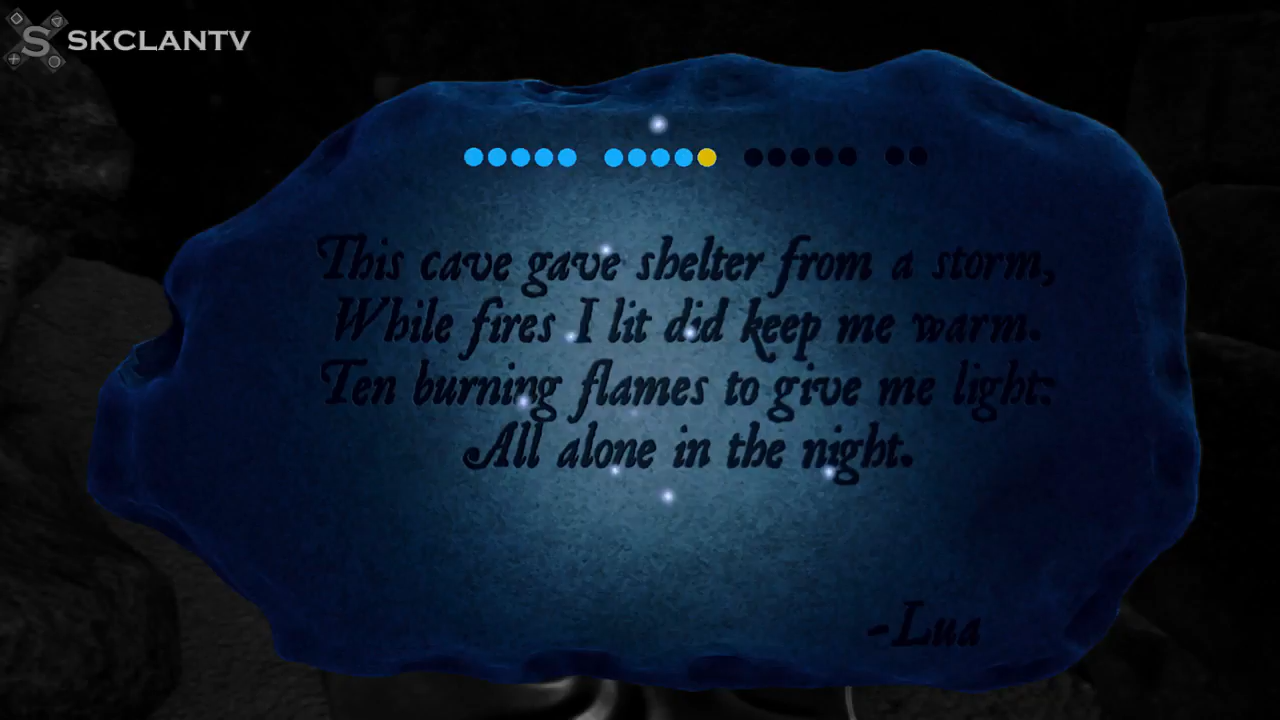 SKCLANTV
This cave gave shelter from a storm,
While fires I lit did keep me warm.
Ten burning flames to give me light:
All alone in the night.
-Lua